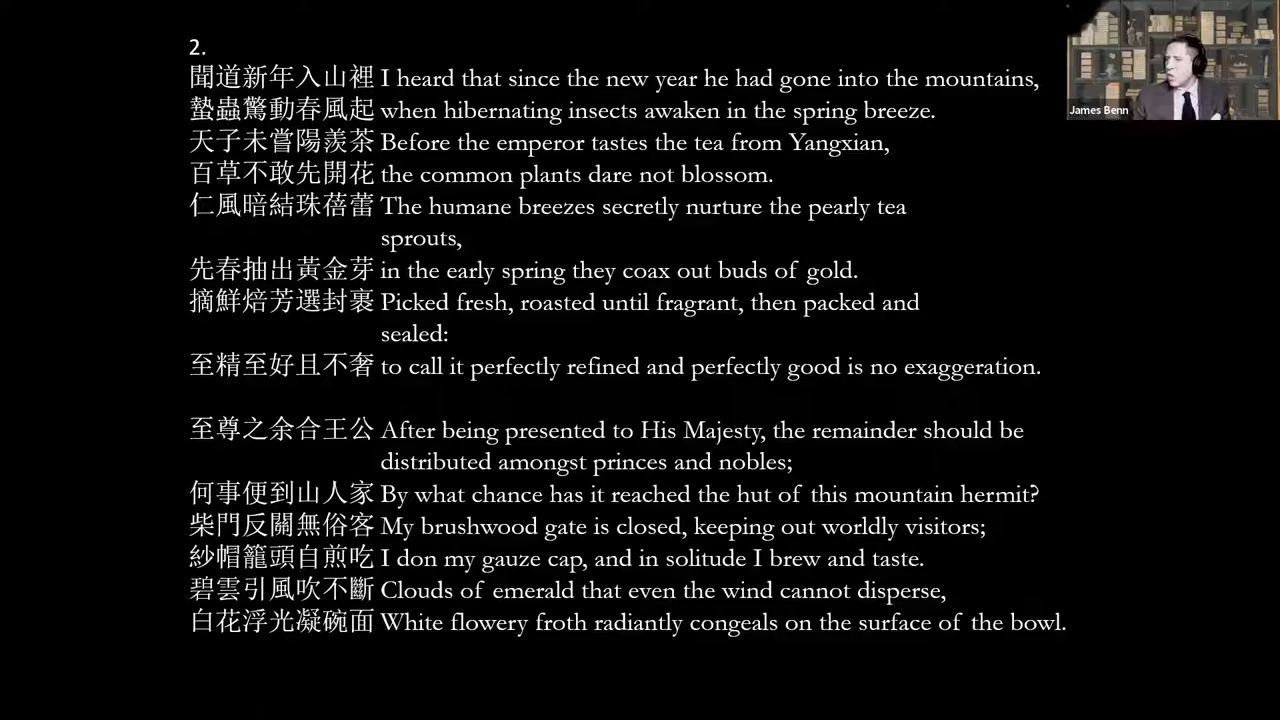 2.
聞道新年入山裡 I heard that since the new year he had gone into the mountains,
蟄蟲驚動春風起 when hibernating insects awaken in the spring breeze.
天子未嘗陽羨茶 Before the emperor tastes the tea from Yangxian,
百草不敢先開花 the common plants dare not blossom.
仁風暗結珠蓓蕾 The humane breezes secretly nurture the pearly tea
sprouts,
先春抽出黃金芽 in the early spring they coax out buds of gold.
摘鮮焙芳選封裹 Picked fresh, roasted until fragrant, then packed and
sealed:
至精至好且不奢 to call it perfectly refined and perfectly good is no exaggeration.
至尊之余合王公 After being presented to His Majesty, the remainder should be
distributed amongst princes and nobles;
何事便到山人家 By what chance has it reached the hut of this mountain hermit?
柴門反關無俗客 My brushwood gate is closed, keeping out worldly visitors;
紗帽籠頭自煎吃 I don my gauze cap, and in solitude I brew and taste.
碧雲引風吹不斷 Clouds of emerald that even the wind cannot disperse,
白花浮光凝碗面 White flowery froth radiantly congeals on the surface of the bowl.
James Benn